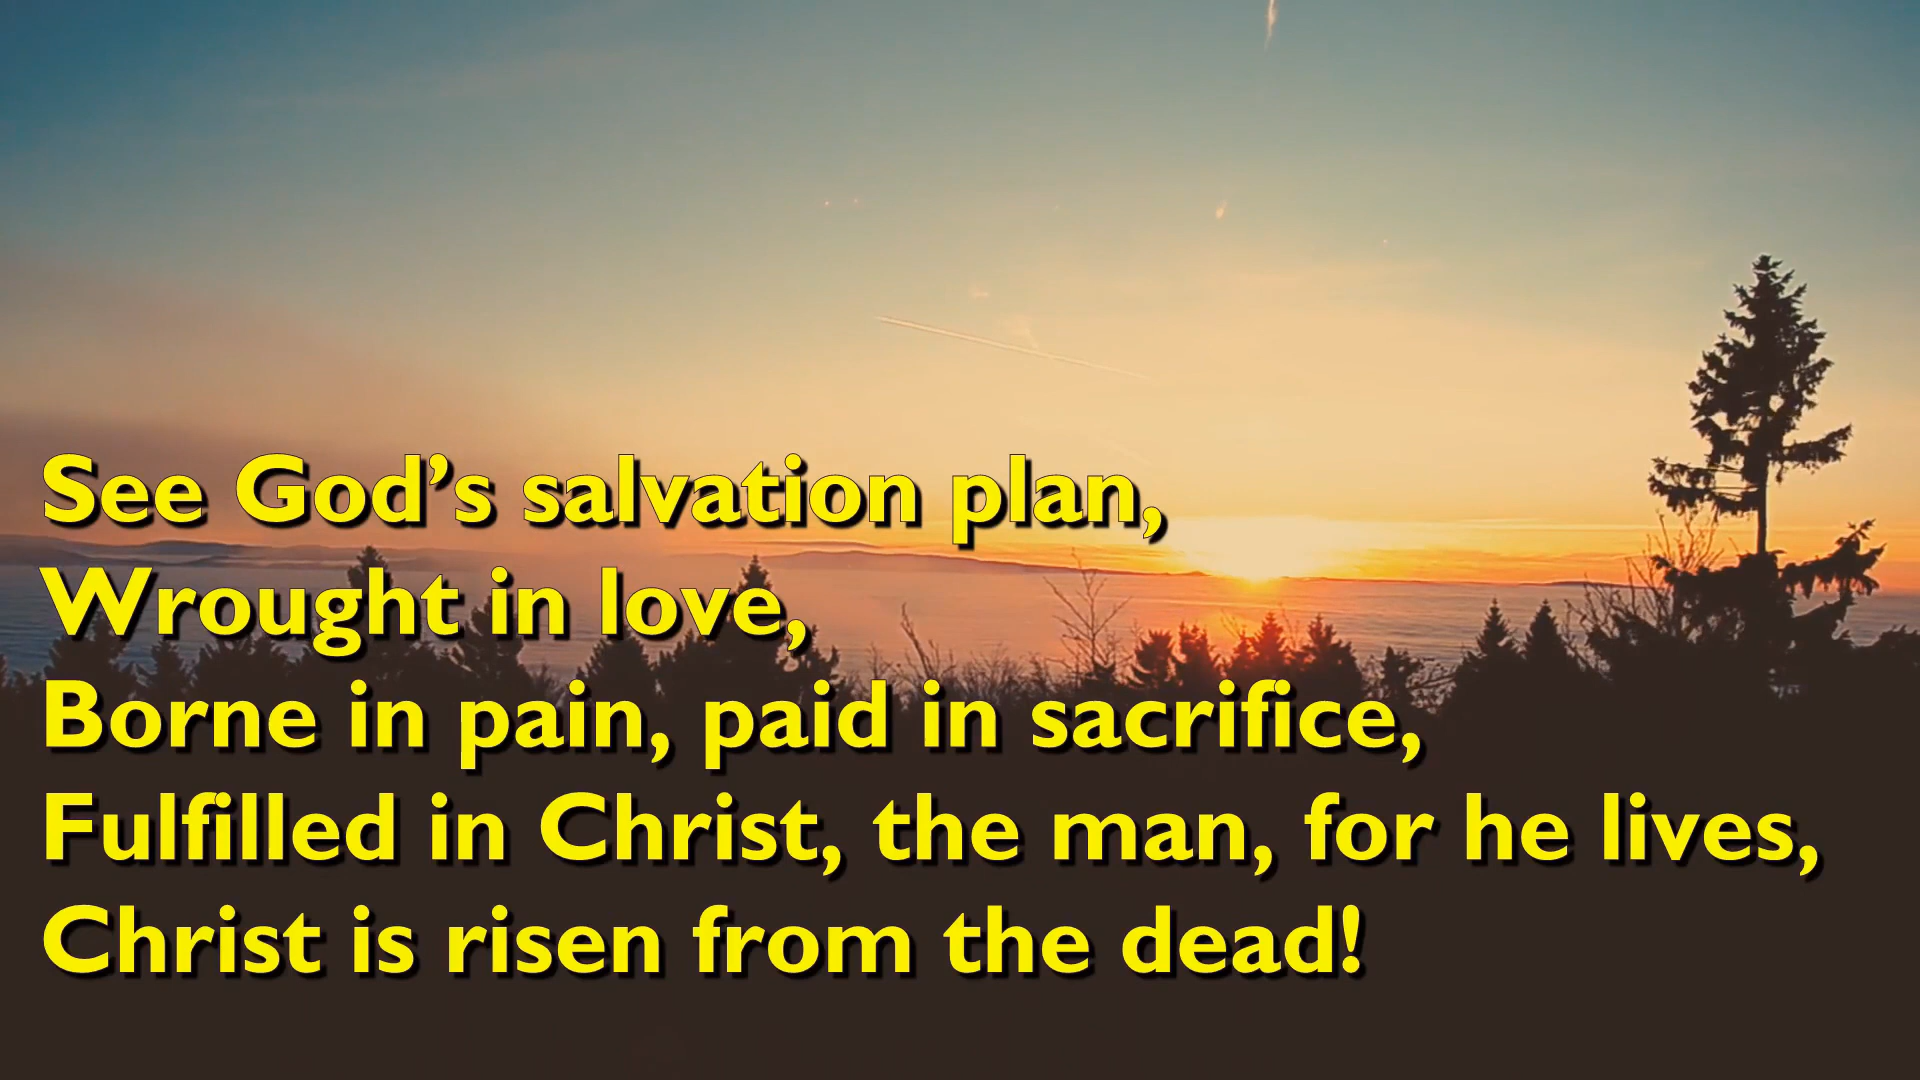 See God’s salvation plan,
Wrought in love,
Borne in pain, paid in sacrifice,
Fulfilled in Christ, the man, for he lives,
Christ is risen from the dead!